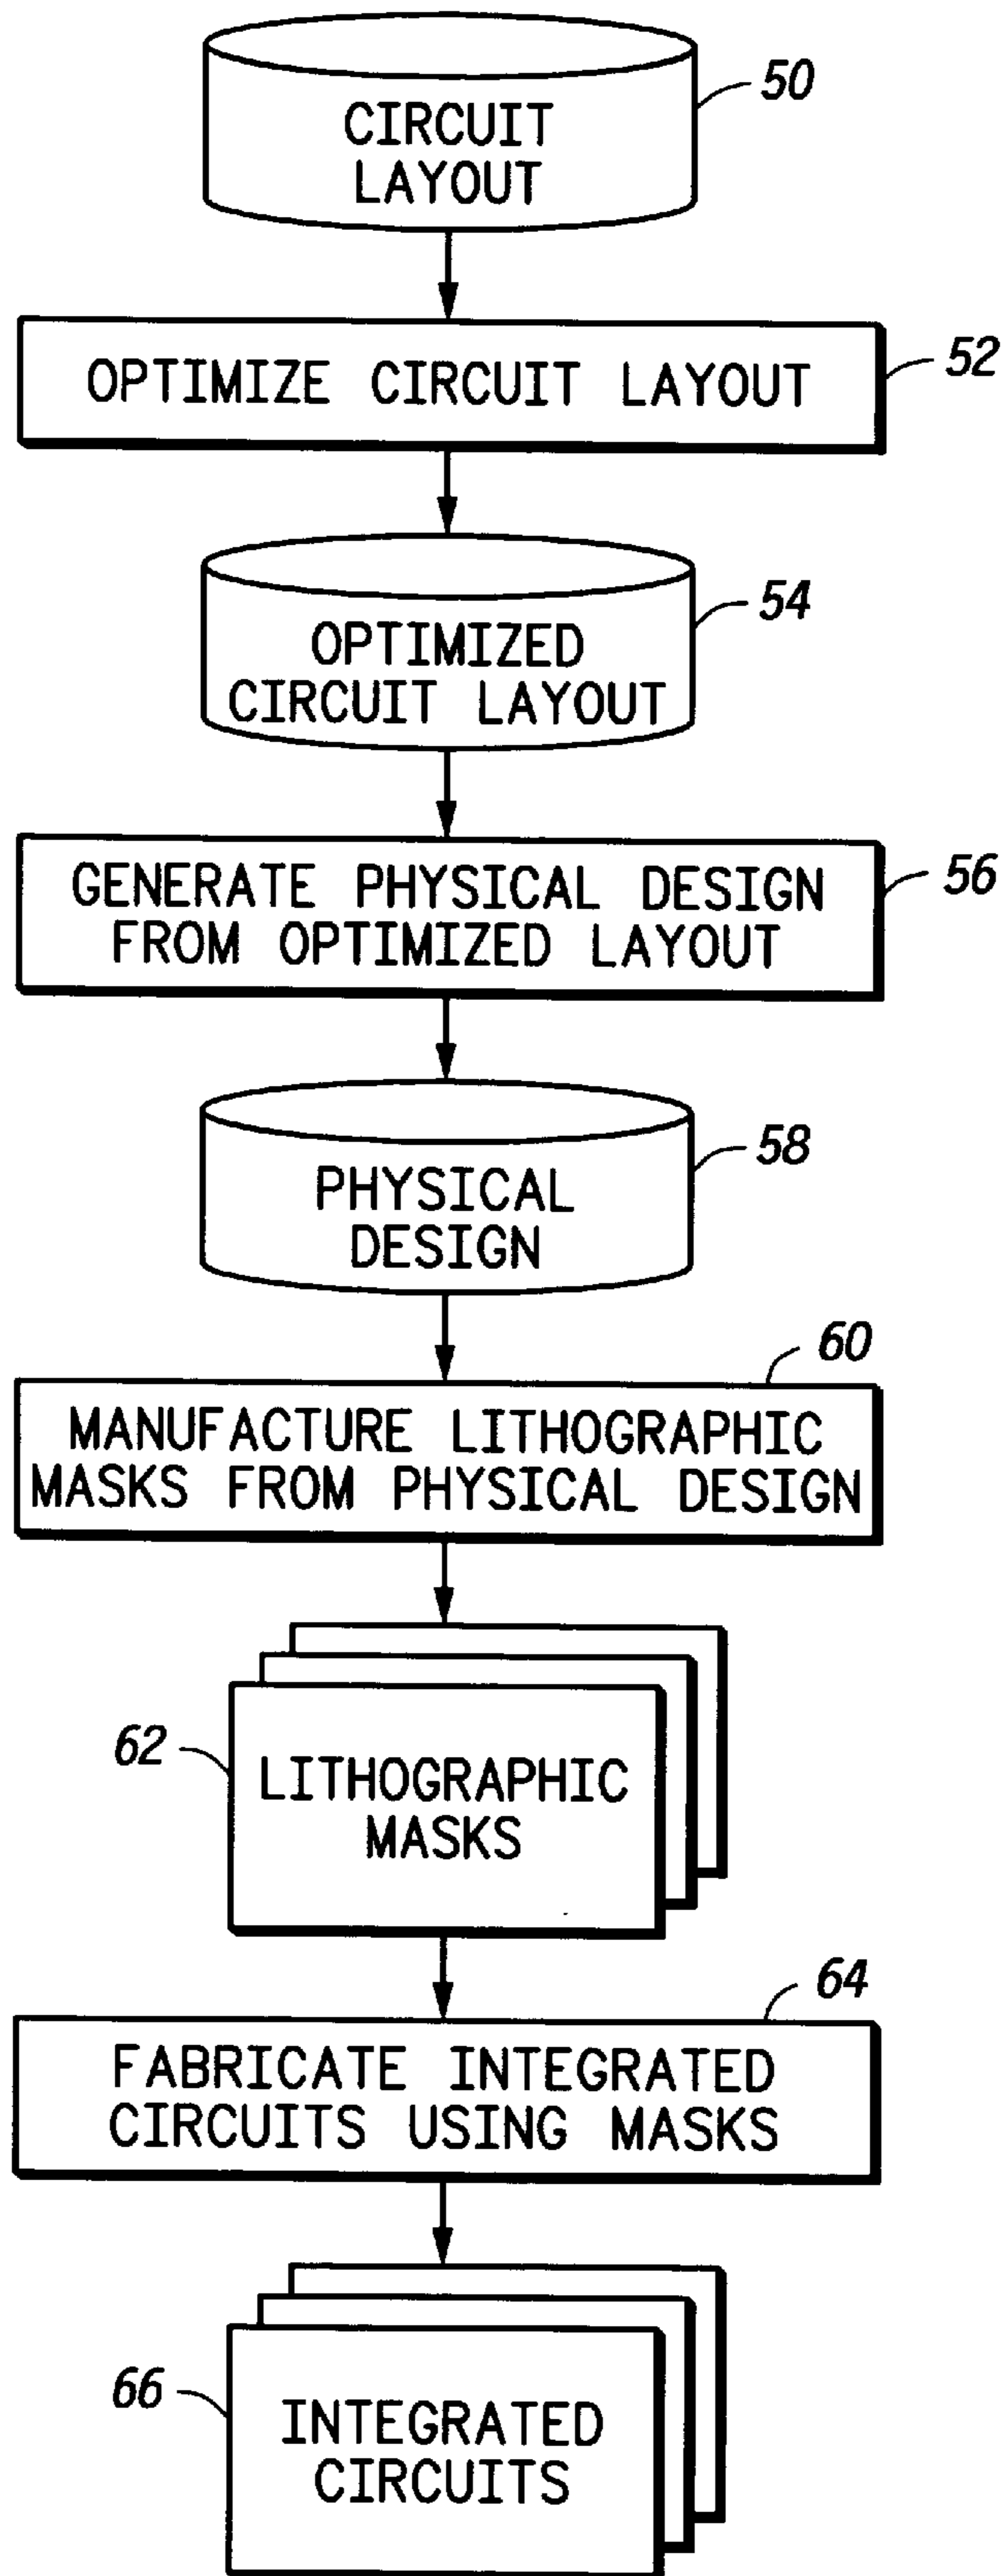 CIRCUIT
LAYOUT
50
OPTIMIZE CIRCUIT LAYOUT
52
OPTIMIZED
CIRCUIT LAYOUT
54
GENERATE PHYSICAL DESIGN
FROM OPTIMIZED LAYOUT
56
PHYSICAL
DESIGN
58
60
MANUFACTURE LITHOGRAPHIC
MASKS FROM PHYSICAL DESIGN
62
LITHOGRAPHIC
MASKS
64
FABRICATE INTEGRATED
CIRCUITS USING MASKS
66
INTEGRATED
CIRCUITS